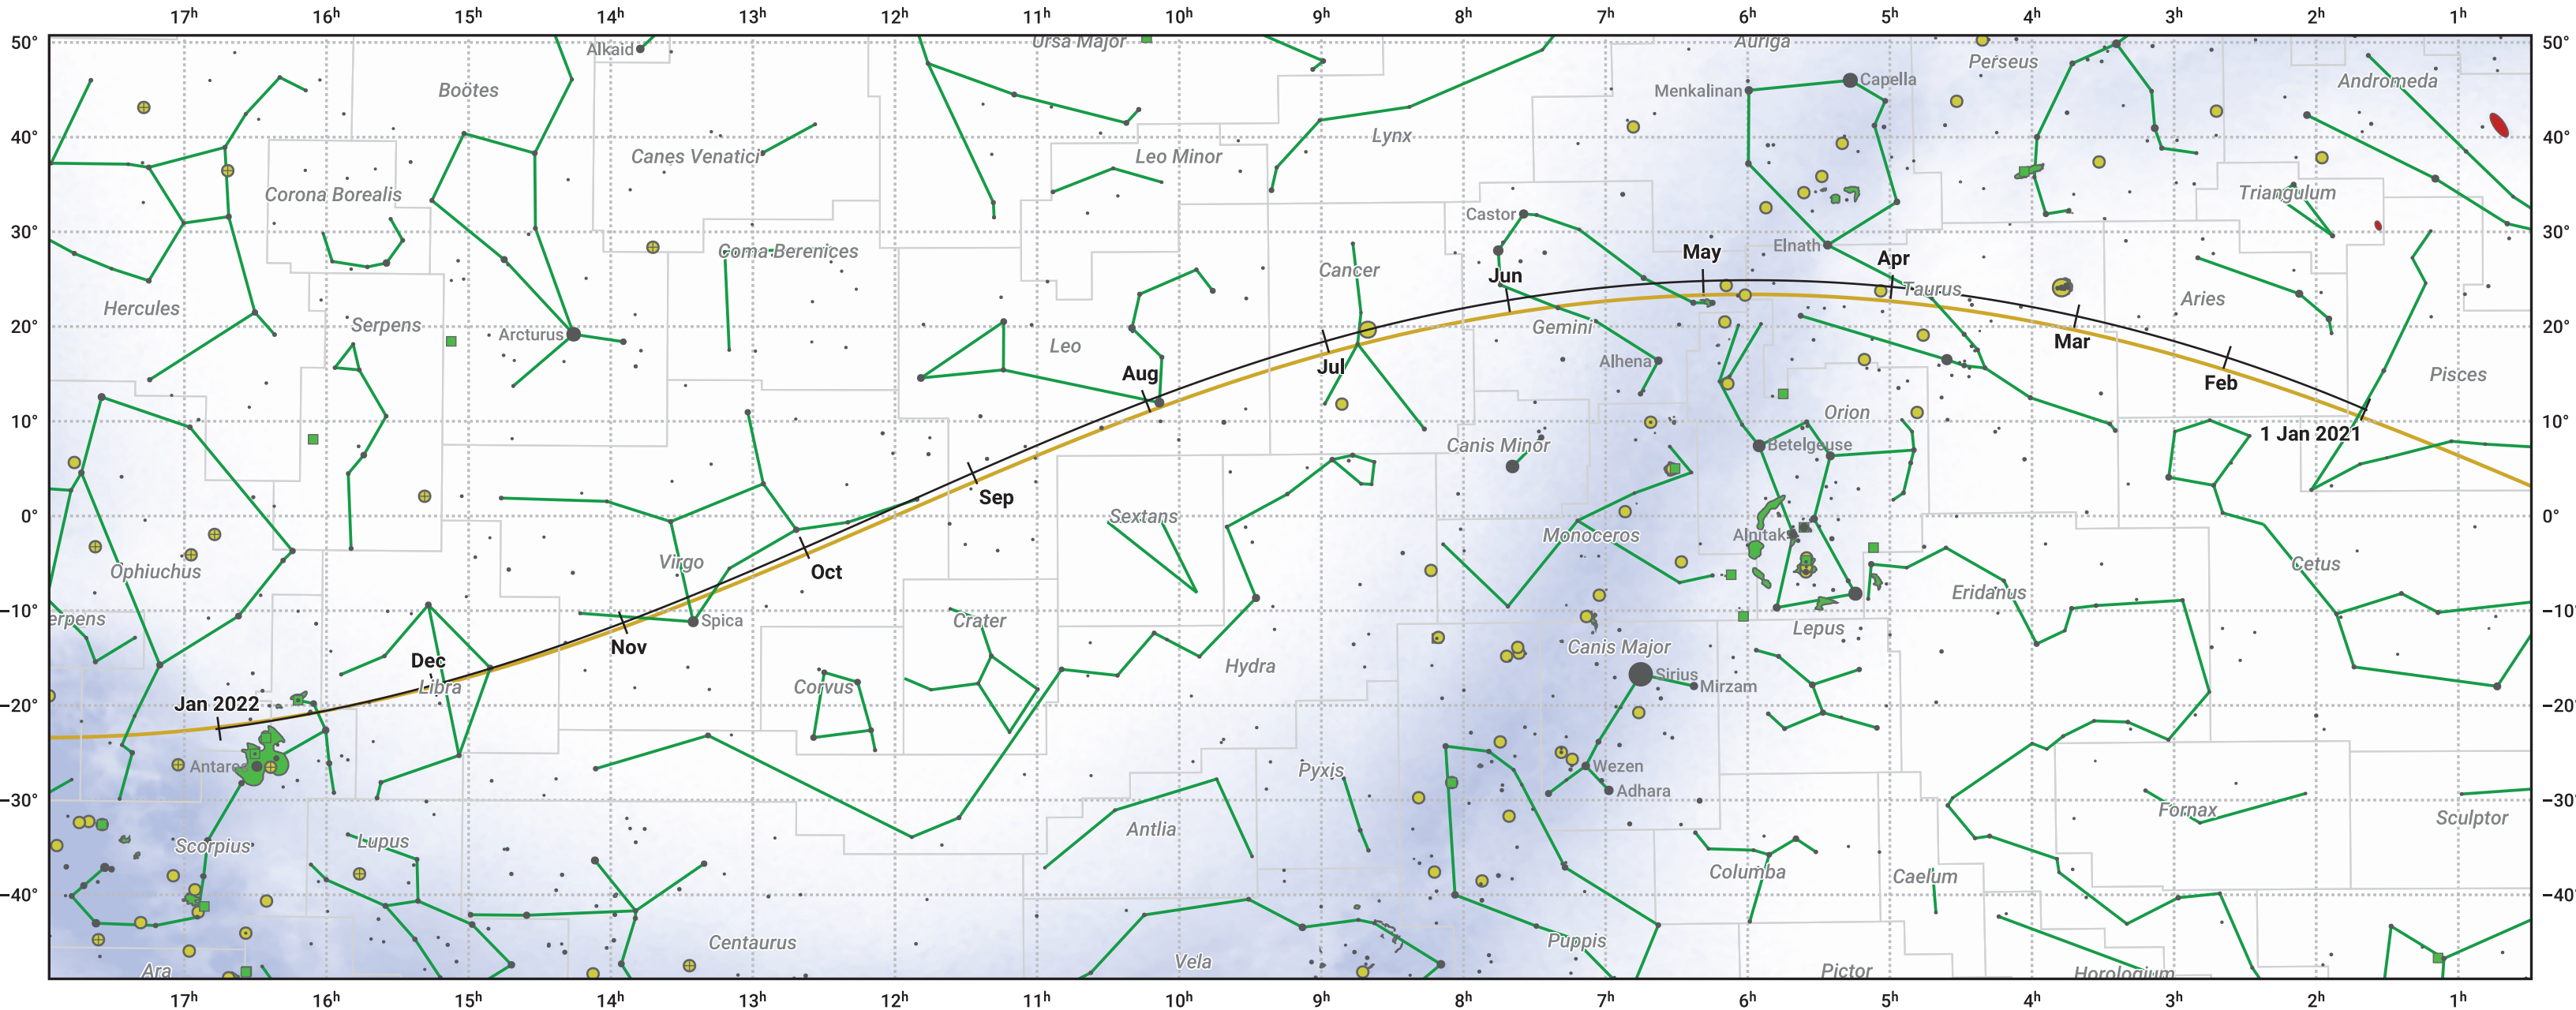 17h 16h 15h 14h 13h 12h 11h 10h 9h 8h 7h 6h 5h 4h 3h 2h 1h
50° Alkaid Ursa Major Auriga 50°
Perseus
Boötes Menkalinan Capella Andromeda
40° Lynx 40°
Canes Venatici Leo Minor
Corona Borealis Triangulum
30° Castor Elnath 30°
Coma Berenices May Apr
Cancer Jun Taurus
Hercules Aries
20° Serpens Arcturus Leo Gemini 20°
Jul Alhena Mar
Aug Feb Pisces
10° Orion 10°
Canis Minor Betelgeuse 1 Jan 2021
Sep
0° Sextans 0°
Virgo Monoceros Alnitak
Ophiuchus Oct Cetus
Eridanus
−10° erpens Spica Crater Lepus −10°
Nov Canis Major
Dec Hydra
Libra Corvus Sirius Mirzam
−20° Jan 2022 −20°
Antares Pyxis Wezen
Adhara
−30° Fornax −30°
Scorpius Lupus Antlia Sculptor
Columba Caelum
−40° −40°
Centaurus Puppis
Ara Vela Pictor Horologium
17h 16h 15h 14h 13h 12h 11h 10h 9h 8h 7h 6h 5h 4h 3h 2h 1h